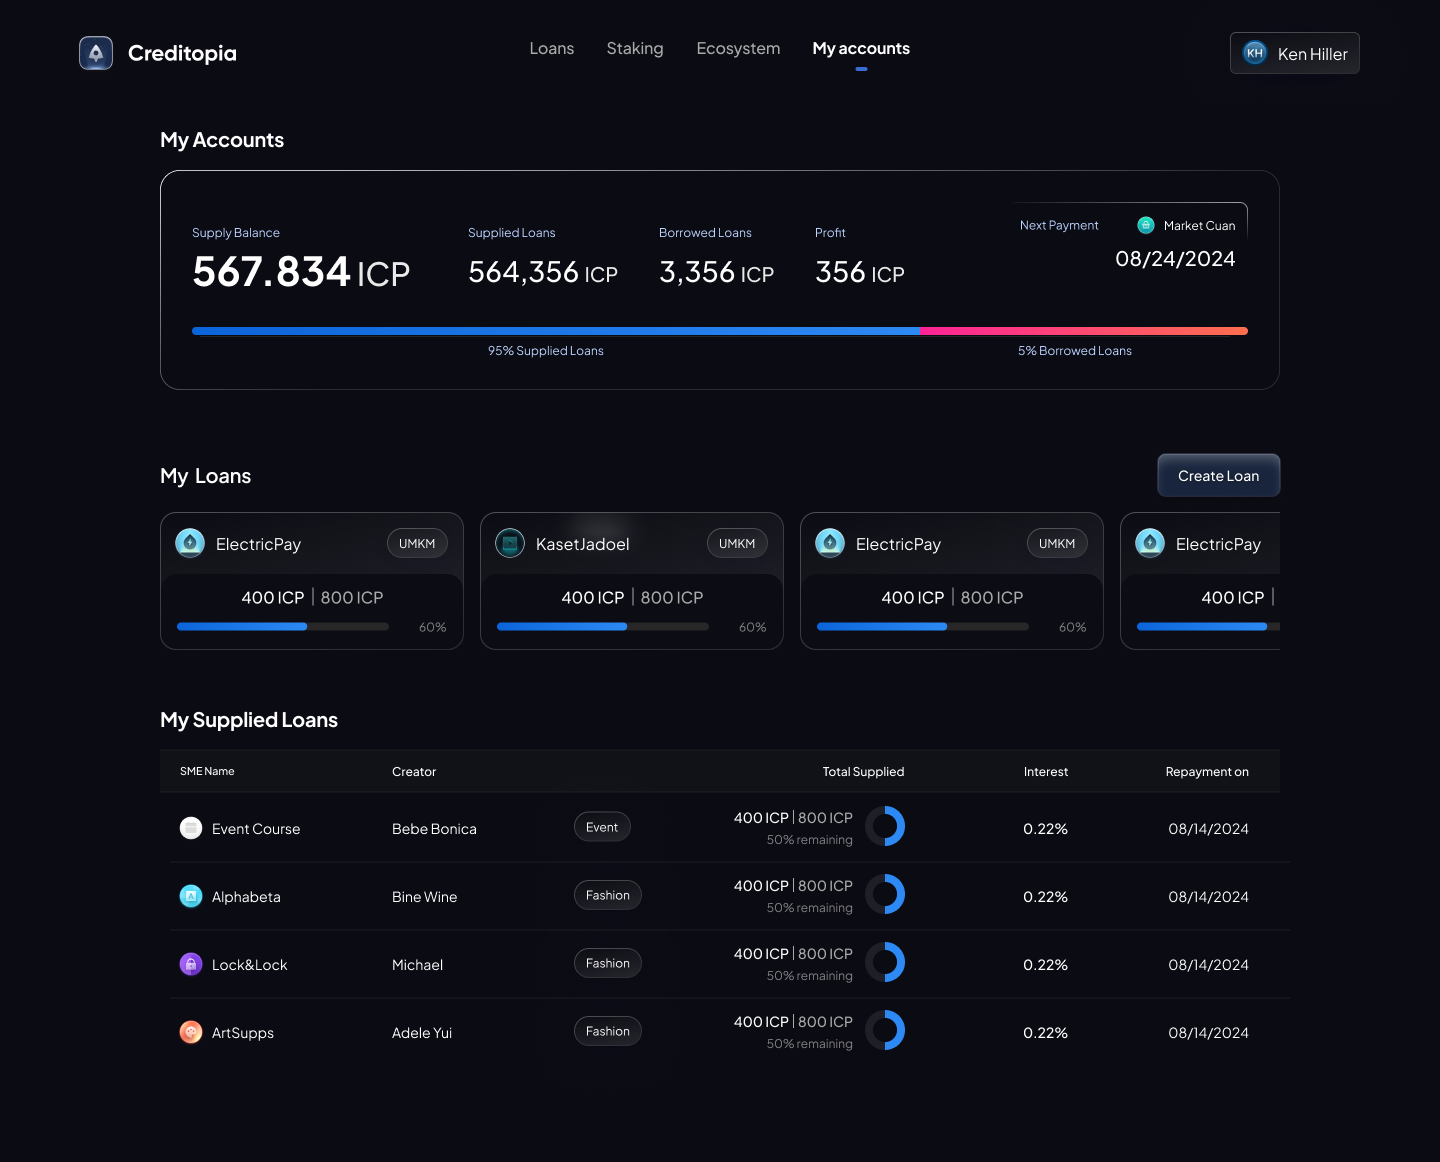 Creditopia
Loans Staking Ecosystem My accounts
KH Ken Hiller
My Accounts
Supply Balance
567.834 ICP
Supplied Loans
564,356 ICP
Borrowed Loans
3,356 ICP
Profit
356 ICP
Next Payment Market Cuan
08/24/2024
95% Supplied Loans 5% Borrowed Loans
My Loans
Create Loan
ElectricPay UMKM
400 ICP | 800 ICP
60%
KasetJadoel UMKM
400 ICP | 800 ICP
60%
ElectricPay UMKM
400 ICP | 800 ICP
60%
ElectricPay
400 ICP |
My Supplied Loans
SME Name Creator Total Supplied Interest Repayment on
Event Course Bebe Bonica Event 400 ICP | 800 ICP 0.22% 08/14/2024
50% remaining
Alphabeta Bine Wine Fashion 400 ICP | 800 ICP 0.22% 08/14/2024
50% remaining
Lock&Lock Michael Fashion 400 ICP | 800 ICP 0.22% 08/14/2024
50% remaining
ArtSupps Adele Yui Fashion 400 ICP | 800 ICP 0.22% 08/14/2024
50% remaining